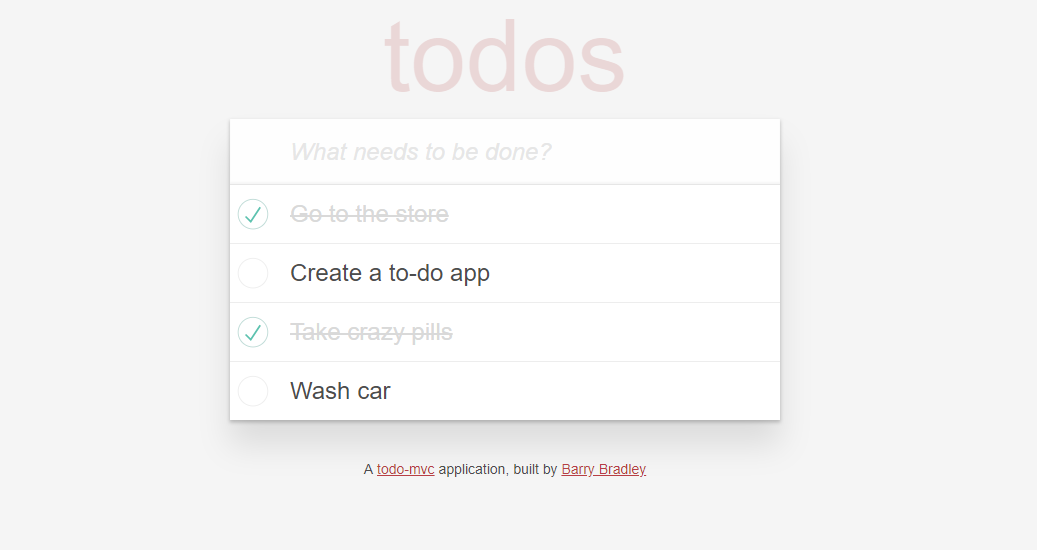 todos
What needs to be done?
Go to the store
Create a to-do app
Take crazy pills
Wash car
A todo-mvc application, built by Barry Bradley